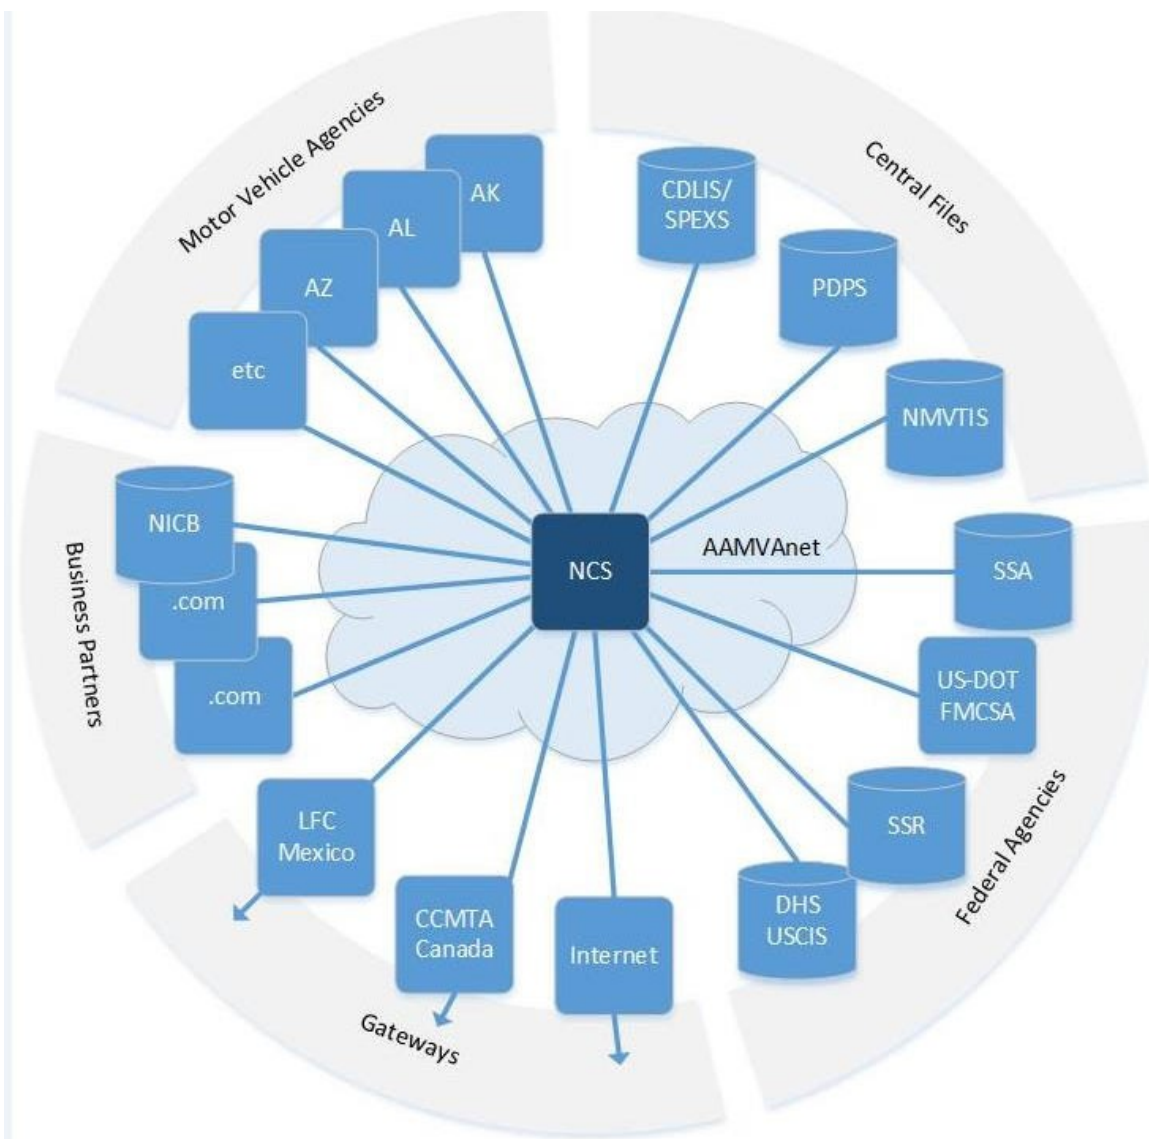 Motor Vehicle Agencies
AK
AL
AZ
etc
Central Files
CDLIS/
SPEXS
PDPS
NMVTIS
Business Partners
NICB
.com
.com
NCS
AAMVAnet
SSA
US-DOT
FMCSA
SSR
DHS
USCIS
Federal Agencies
LFC
Mexico
CCMTA
Canada
Internet
Gateways